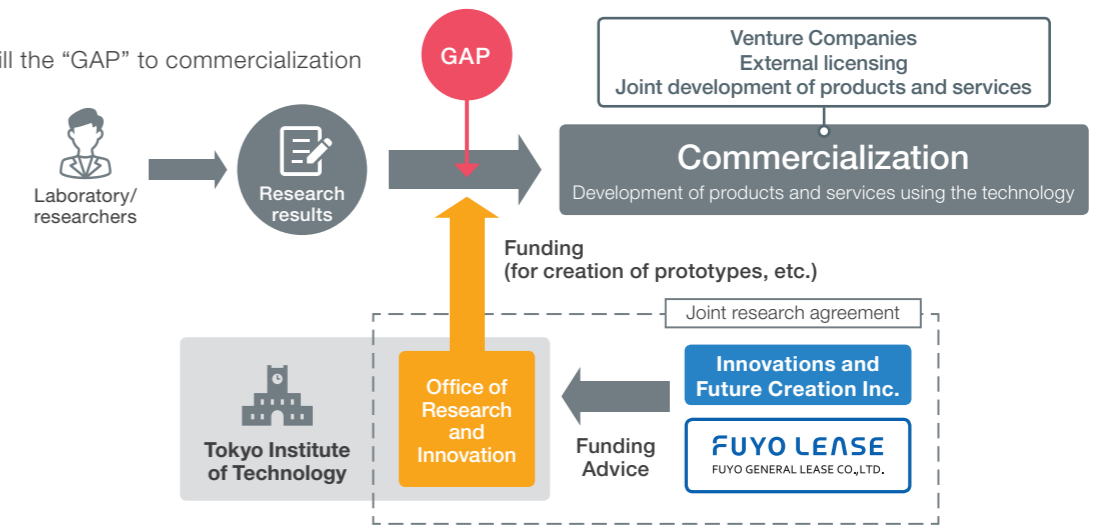 ill the “GAP” to commercialization
GAP
Venture Companies
External licensing
Joint development of products and services
Laboratory/
researchers
Research
results
Commercialization
Development of products and services using the technology
Funding
(for creation of prototypes, etc.)
Joint research agreement
Tokyo Institute
of Technology
Office of
Research
and
Innovation
Funding
Advice
Innovations and
Future Creation Inc.
FUYO LEASE
FUYO GENERAL LEASE CO.,LTD.